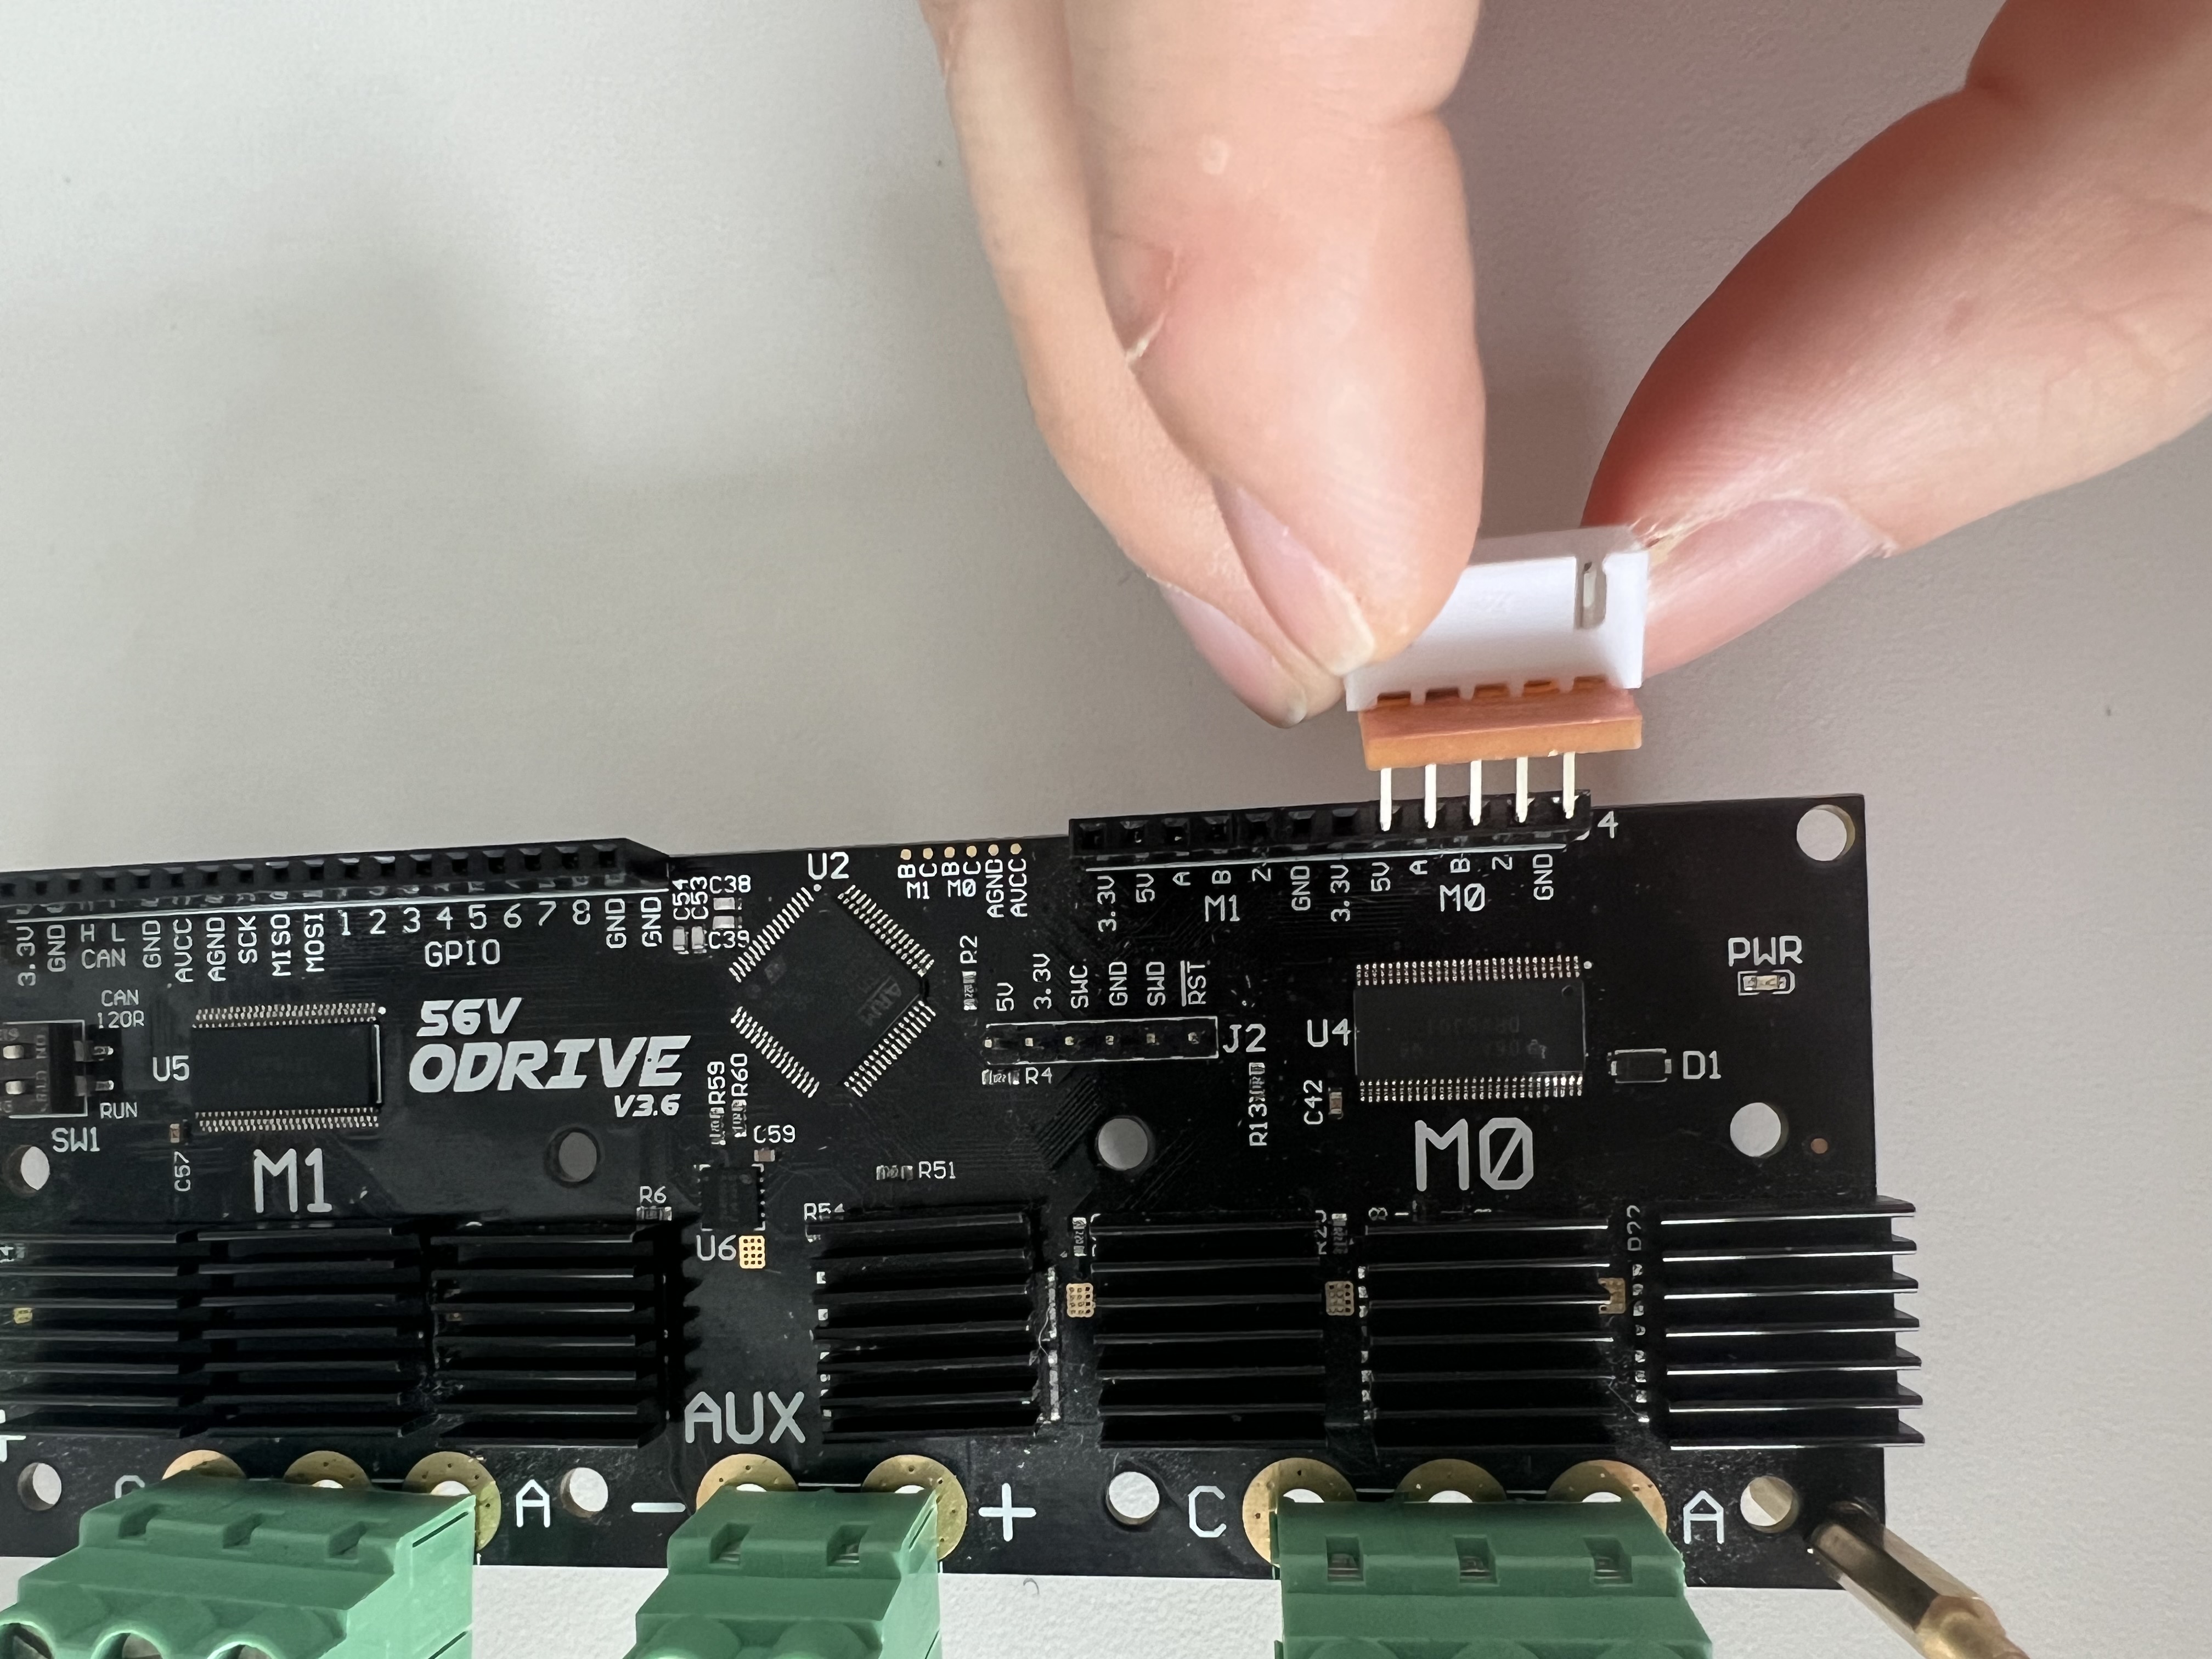 3.3V
GND
H L
CAN
GND
AVCC
AGND
SCK
MISO
MOSI
1
2
3
4
5
6
7
8
GPIO
GND
GND
SW1
RUN
CAN
120R
U5
C57
M1
56V
ODRIVE
V3.6
A
-
AUX
+
R6
U6
R59
R60
C59
C54
C53
C39
C38
U2
ARM
R54
R51
B
C
M1
B
C
M0
AGND
AVCC
R2
R4
5V
3.3V
SWC
GND
SWD
RST
J2
3.3V
5V
A
B
Z
M1
GND
3.3V
5V
A
B
Z
M0
GND
4
R13
C42
U4
M0
C
A
D1
PWR